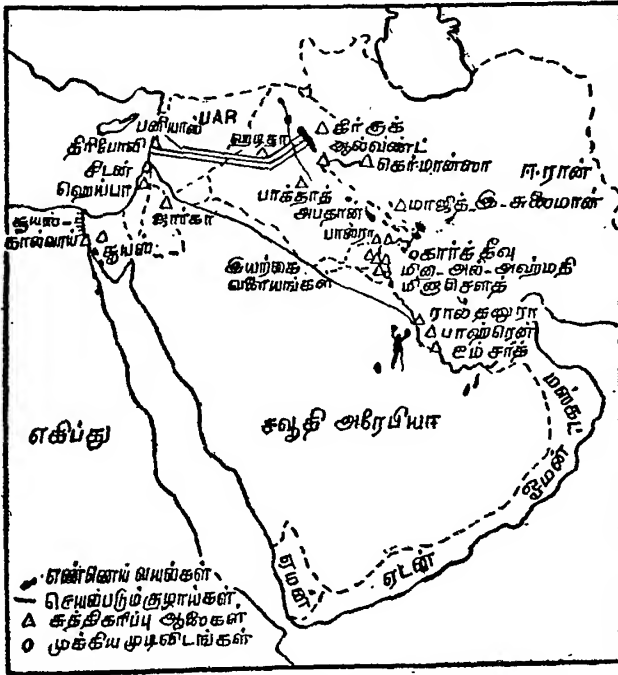 UAR
பனியாஸ்
திரிபோலி
சிடன்
ஹெய்பா
ஹடிதா
கிர்குக்
ஆல்வண்ட்
கெர்மான்ஸா
ஈ.ரான்
பாக்தாத்
அபதான்
மாஜிக்-இ-சுலைமான்
ஜார்கா
பாஸ்ரா
சூயஸ்-
கால்வாய்
சூயஸ்
கார்க் தீவு
மின-அல்-அஹ்மதி
மினுசௌத்
இயற்கை
வளையங்கள்
ராஸ் தனுரா
பாஹ்ரென்
உம் சாக்
எகிப்து
சவூதி அரேபியா
மஸ்கட்
ஓமன்
ஏமன்
ஏடன்
எண்ணெய் வயல்கள்
செயல்படும் குழாய்கள்
சுத்திகரிப்பு ஆலைகள்
முக்கிய முடிவிடங்கள்